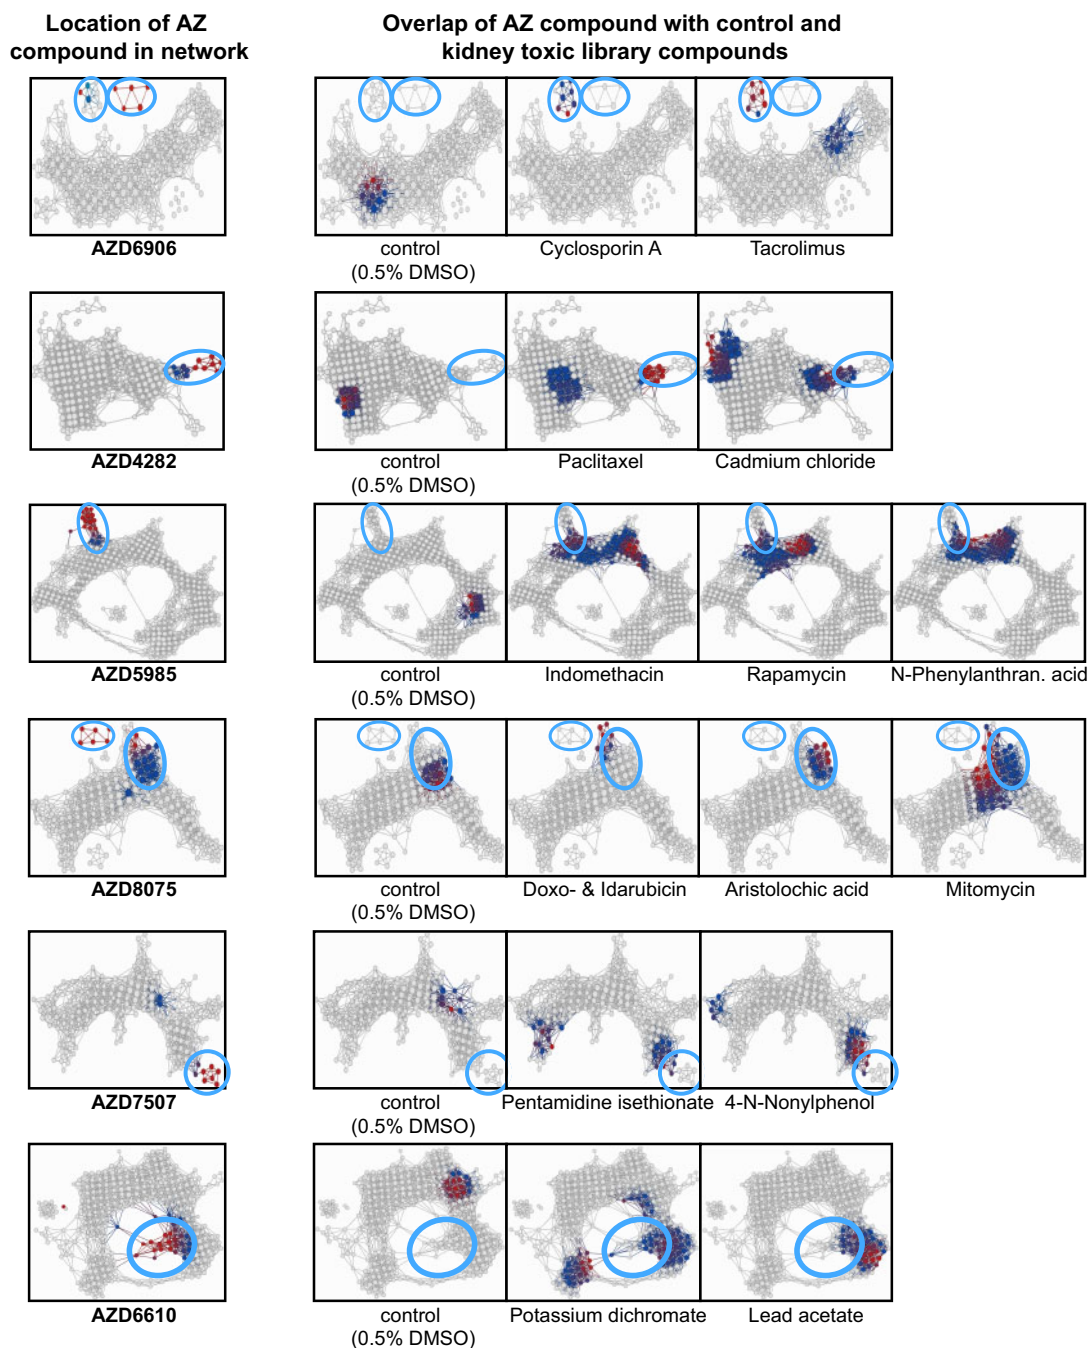 Location of AZ
compound in network
Overlap of AZ compound with control and
kidney toxic library compounds
AZD6906
control
(0.5% DMSO)
Cyclosporin A
Tacrolimus
AZD4282
control
(0.5% DMSO)
Paclitaxel
Cadmium chloride
AZD5985
control
(0.5% DMSO)
Indomethacin
Rapamycin
N-Phenylanthran. acid
AZD8075
control
(0.5% DMSO)
Doxo- & Idarubicin
Aristolochic acid
Mitomycin
AZD7507
control
(0.5% DMSO)
Pentamidine isethionate
4-N-Nonylphenol
AZD6610
control
(0.5% DMSO)
Potassium dichromate
Lead acetate